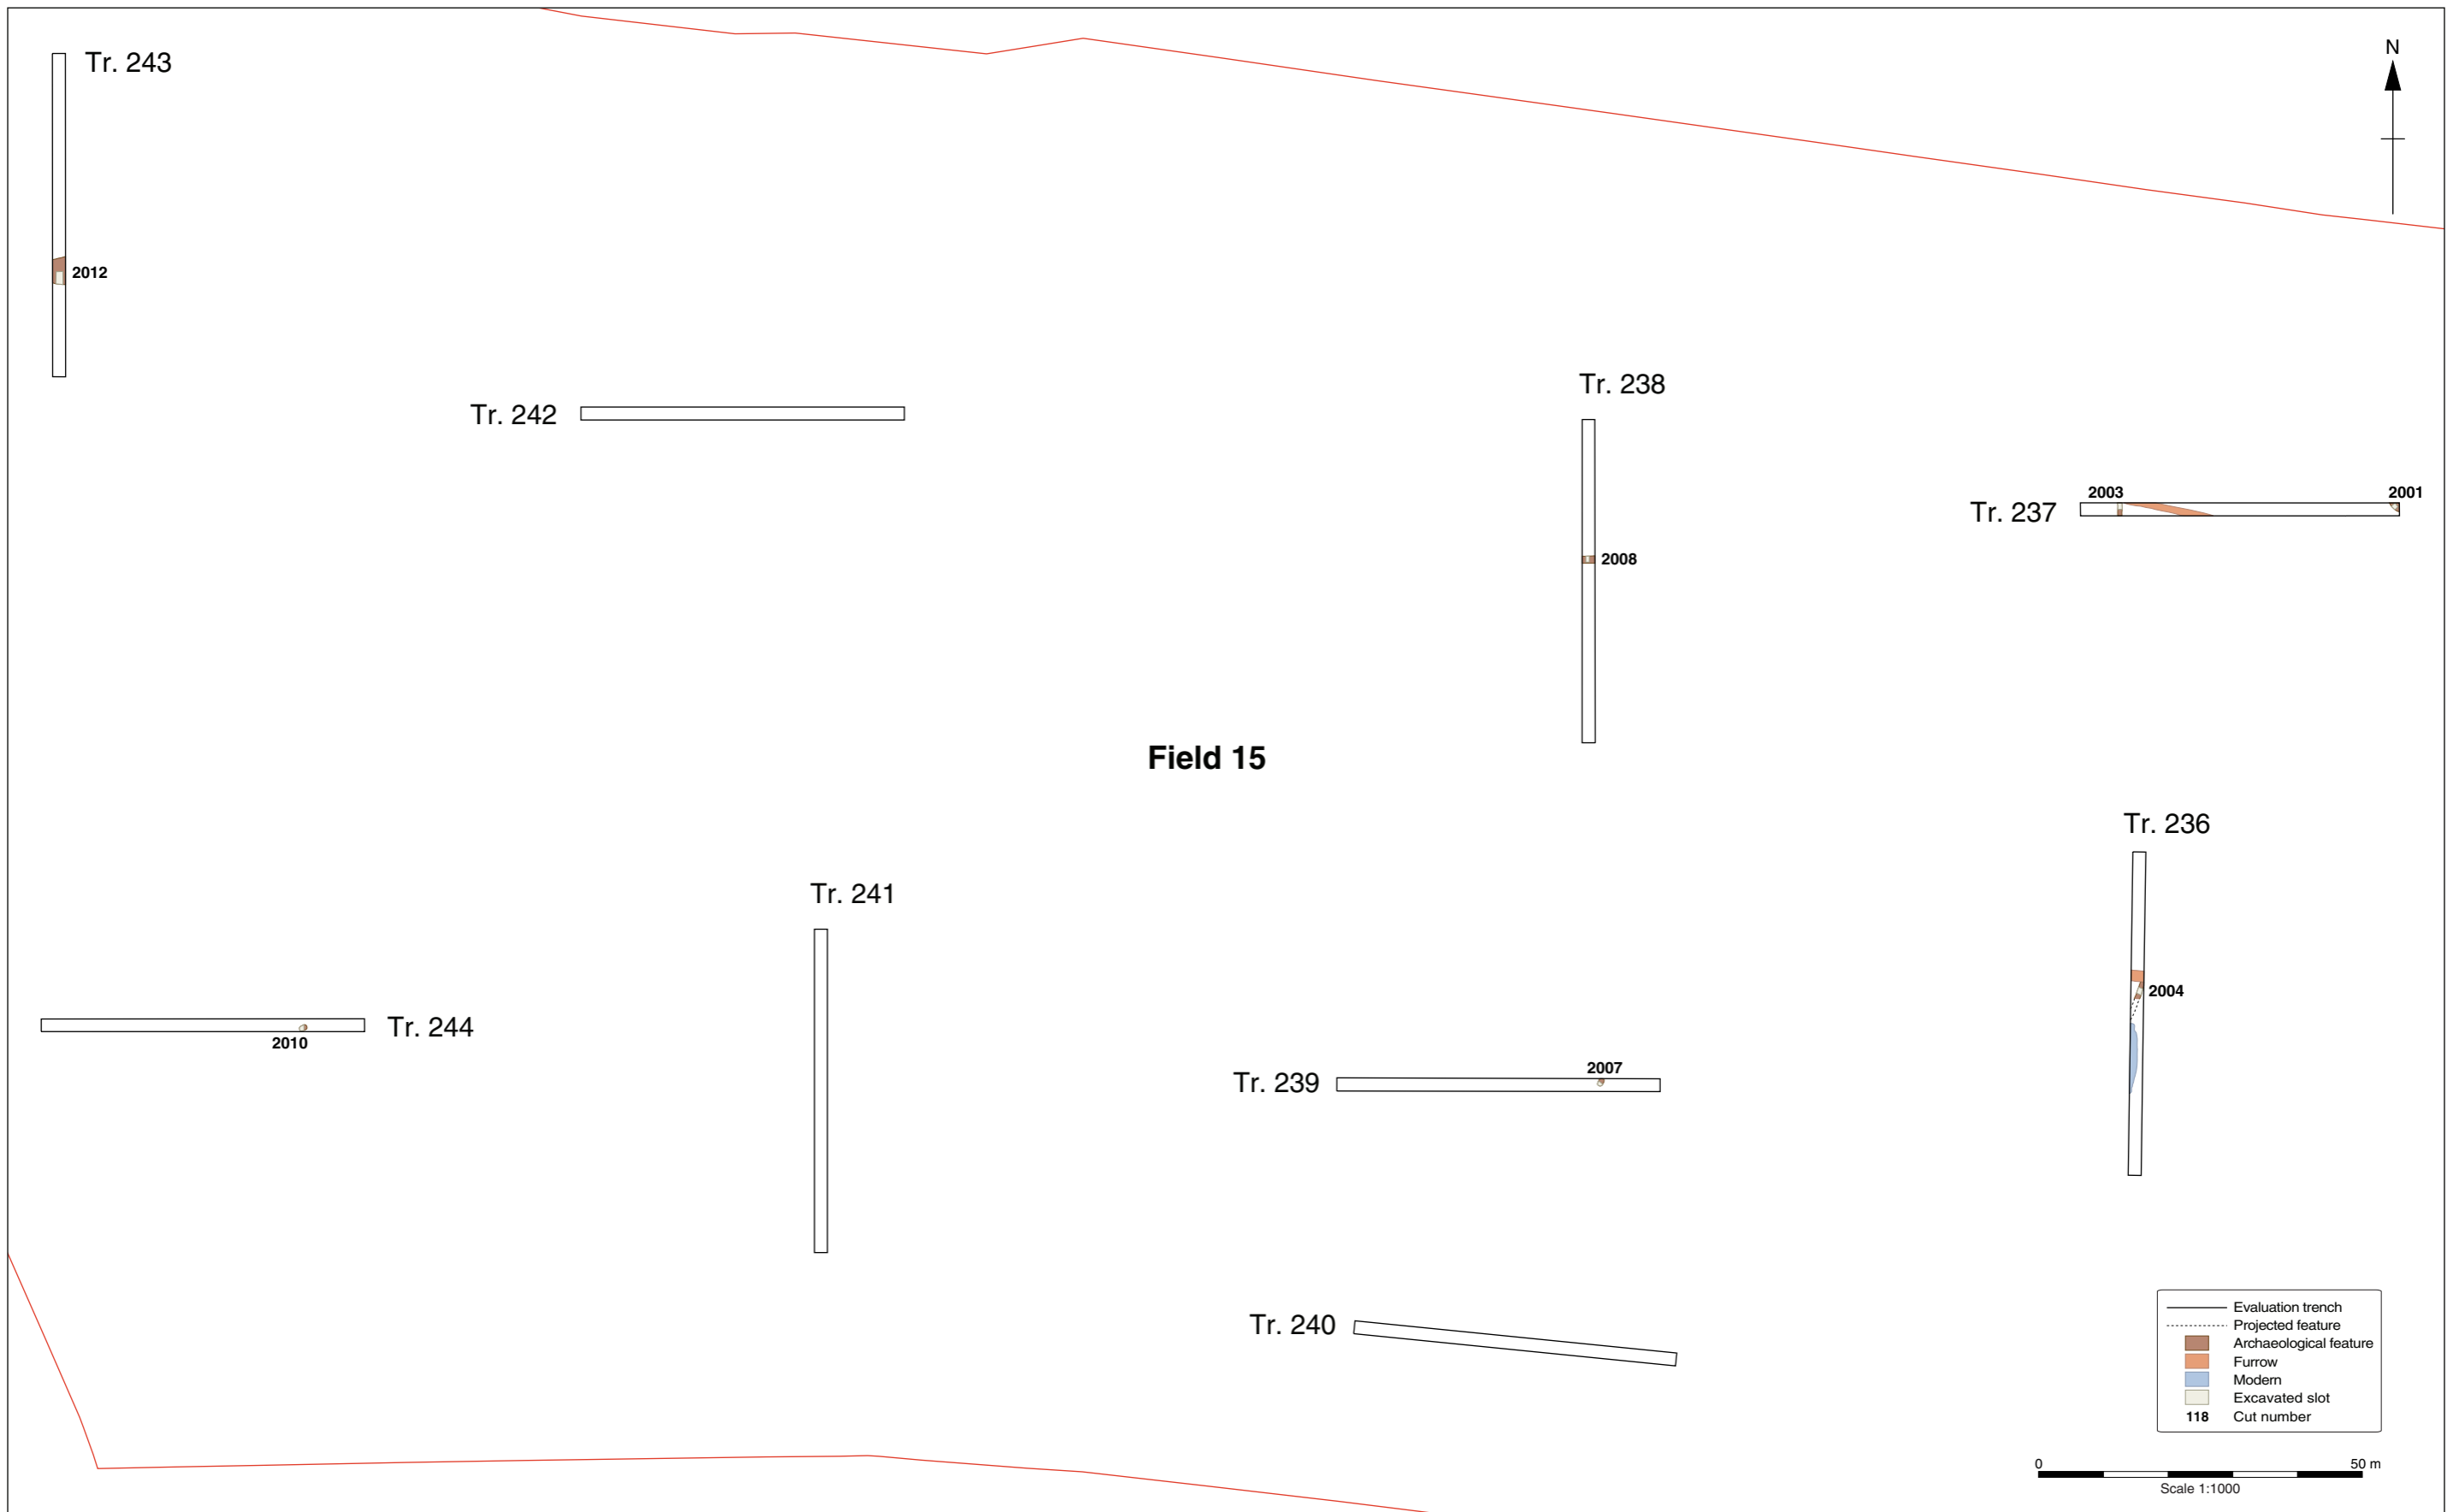 Tr. 243
N
2012
Tr. 238
Tr. 242
2003
2001
Tr. 237
2008
Field 15
Tr. 236
Tr. 241
2004
Tr. 244
2010
2007
Tr. 239
Tr. 240
Evaluation trench
Projected feature
Archaeological feature
Furrow
Modern
Excavated slot
118 Cut number
0 50 m
Scale 1:1000